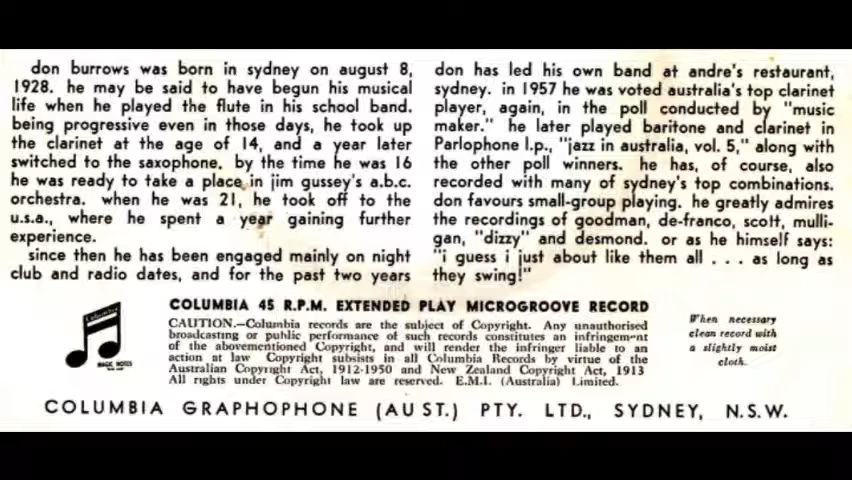 don burrows was born in sydney on august 8,
1928. he may be said to have begun his musical
life when he played the flute in his school band.
being progressive even in those days, he took up
the clarinet at the age of 14, and a year later
switched to the saxophone. by the time he was 16
he was ready to take a place in jim gussey's a.b.c.
orchestra. when he was 21, he took off to the
u.s.a., where he spent a year gaining further
experience.
since then he has been engaged mainly on night
club and radio dates, and for the past two years
don has led his own band at andre's restaurant,
sydney. in 1957 he was voted australia's top clarinet
player, again, in the poll conducted by "music
maker." he later played baritone and clarinet in
Parlophone l.p., "jazz in australia, vol. 5," along with
the other poll winners. he has, of course, also
recorded with many of sydney's top combinations.
don favours small-group playing. he greatly admires
the recordings of goodman, de-franco, scott, mulli-
gan, "dizzy" and desmond. or as he himself says:
"i guess i just about like them all . . . as long as
they swing!"
COLUMBIA 45 R.P.M. EXTENDED PLAY MICROGROOVE RECORD
Columbia
MAGIC NOTES
CAUTION.—Columbia records are the subject of Copyright. Any unauthorised
broadcasting or public performance of such records constitutes an infringement
of the abovementioned Copyright, and will render the infringer liable to an
action at law Copyright subsists in all Columbia Records by virtue of the
Australian Copyright Act, 1912-1950 and New Zealand Copyright Act, 1913
All rights under Copyright law are reserved. E.M.I. (Australia) Limited.
When necessary
clean record with
a slightly moist
cloth.
COLUMBIA GRAPHOPHONE (AUST.) PTY. LTD., SYDNEY, N.S.W.